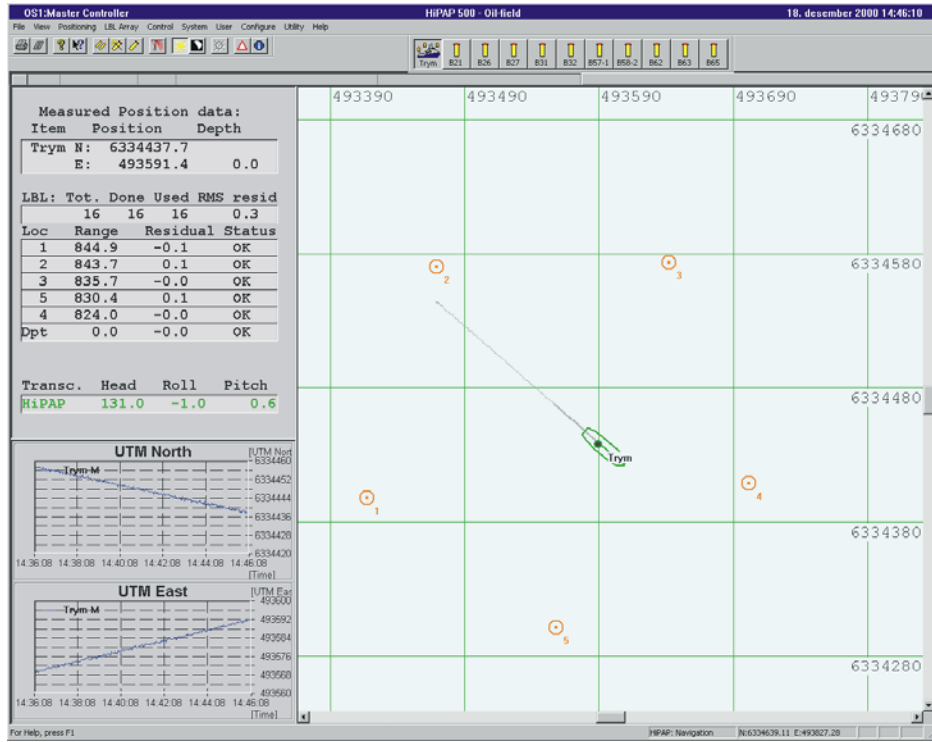 OS1:Master Controller HiPAP 500 - Oil-field 18. desember 2000 14:46:10
File View Positioning LBL Array Control System User Configure Utility Help
Trym B21 B26 B27 B31 B32 B57-1 B58-2 B62 B63 B65
Measured Position data:
Item Position Depth
Trym N: 6334437.7
E: 493591.4 0.0
LBL: Tot. Done Used RMS resid
16 16 16 0.3
Loc Range Residual Status
1 844.9 -0.1 OK
2 843.7 0.1 OK
3 835.7 -0.0 OK
5 830.4 0.1 OK
4 824.0 -0.0 OK
Dpt 0.0 -0.0 OK
Transc. Head Roll Pitch
HiPAP 131.0 -1.0 0.6
UTM North
[UTM Nort
Trym-M
6334460
6334452
6334444
6334436
6334428
6334420
14:36:08 14:38:08 14:40:08 14:42:08 14:44:08 14:46:08
[Time]
UTM East
[UTM Eas
Trym-M
493600
493592
493584
493576
493568
493560
14:36:08 14:38:08 14:40:08 14:42:08 14:44:08 14:46:08
[Time]
493390 493490 493590 493690 49379
6334680
6334580
2
3
6334480
Trym
1
4
6334380
5
6334280
For Help, press F1
HiPAP: Navigation N:6334639.11 E:493827.28